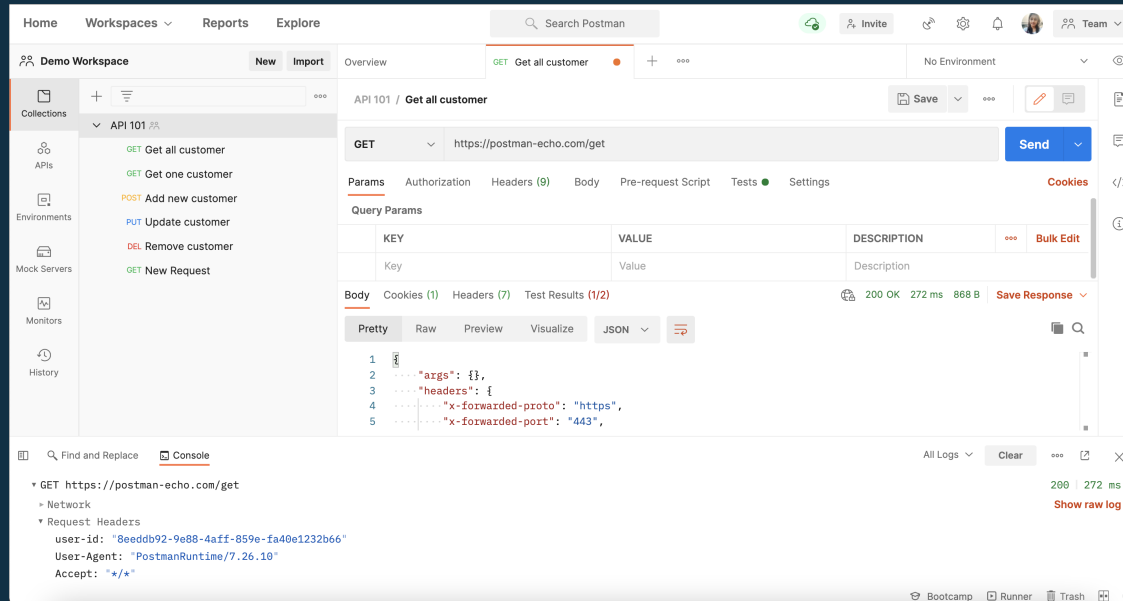 Home Workspaces Reports Explore Search Postman Invite Team
Demo Workspace New Import Overview GET Get all customer No Environment
Collections
APIs
Environments
Mock Servers
Monitors
History
API 101
GET Get all customer
GET Get one customer
POST Add new customer
PUT Update customer
DEL Remove customer
GET New Request
API 101 / Get all customer Save
GET https://postman-echo.com/get Send
Params Authorization Headers (9) Body Pre-request Script Tests Settings Cookies
Query Params
KEY VALUE DESCRIPTION Bulk Edit
Key Value Description
Body Cookies (1) Headers (7) Test Results (1/2) 200 OK 272 ms 868 B Save Response
Pretty Raw Preview Visualize JSON
1 {
2 "args": {},
3 "headers": {
4 "x-forwarded-proto": "https",
5 "x-forwarded-port": "443",
Find and Replace Console All Logs Clear
GET https://postman-echo.com/get 200 272 ms
Network Show raw log
Request Headers
user-id: "8eeddb92-9e88-4aff-859e-fa40e1232b66"
User-Agent: "PostmanRuntime/7.26.10"
Accept: "*/*"
Bootcamp Runner Trash